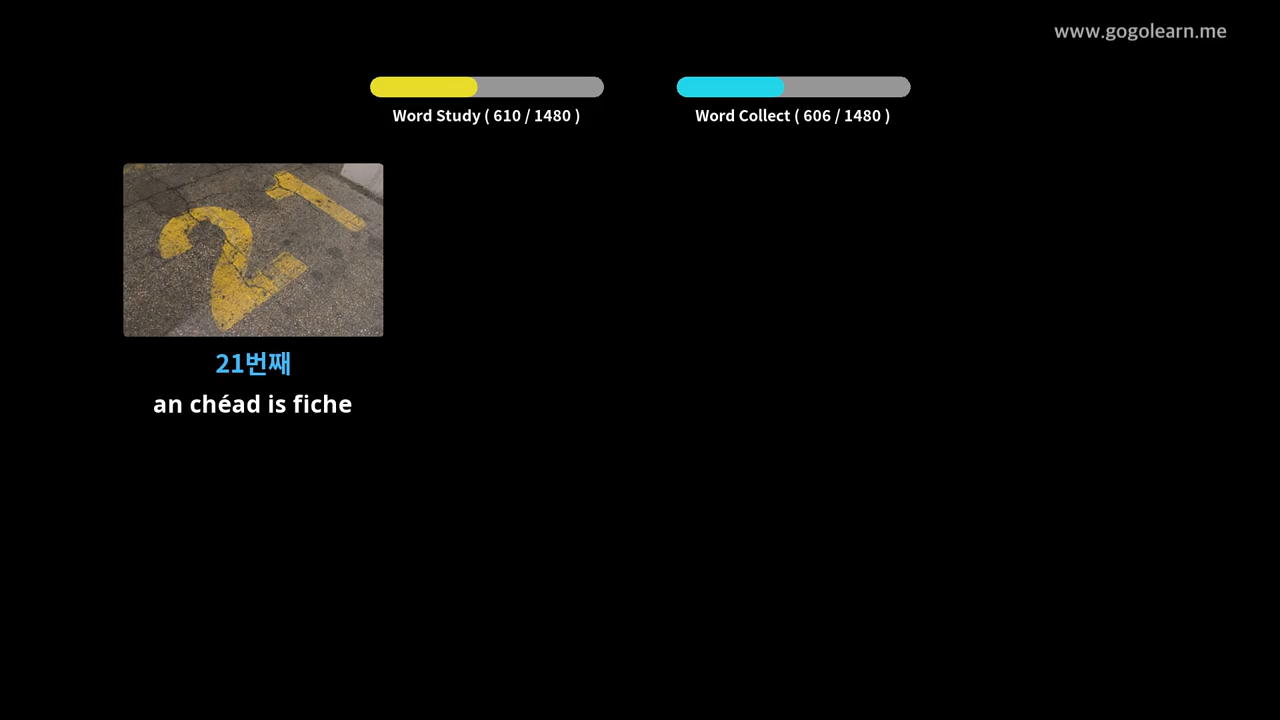 www.gogolearn.me
Word Study ( 610 / 1480 )
Word Collect ( 606 / 1480 )
21
21번째
an chéad is fiche